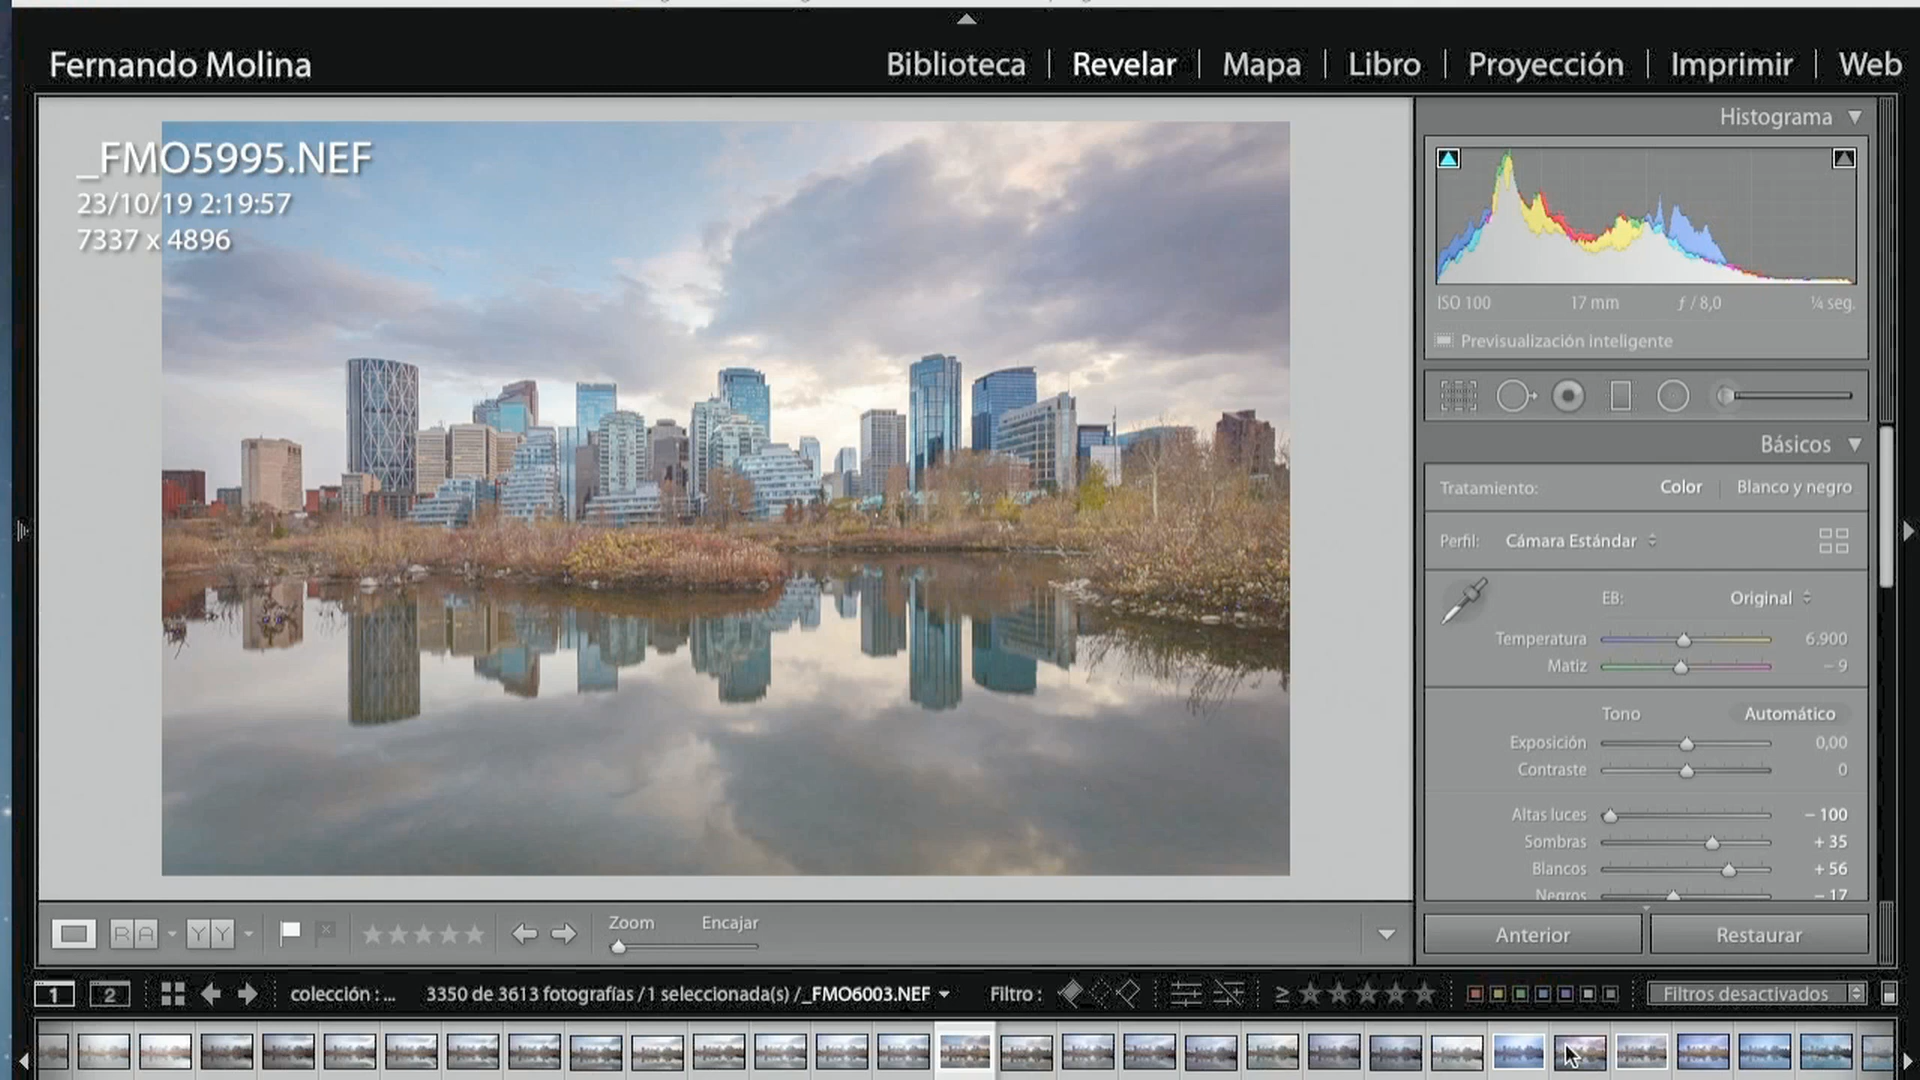 Fernando Molina
Biblioteca | Revelar | Mapa | Libro | Proyección | Imprimir | Web
_FMO5995.NEF
23/10/19 2:19:57
7337 x 4896
Histograma
ISO 100 17 mm ƒ / 8,0 ¼ seg.
Previsualización inteligente
Básicos
Tratamiento: Color Blanco y negro
Perfil: Cámara Estándar
EB: Original
Temperatura 6.900
Matiz – 9
Tono Automático
Exposición 0,00
Contraste 0
Altas luces – 100
Sombras + 35
Blancos + 56
Negros – 17
RA YY Zoom Encajar
Anterior Restaurar
1 2 colección : ... 3350 de 3613 fotografías / 1 seleccionada(s) / _FMO6003.NEF Filtro : ≥ Filtros desactivados